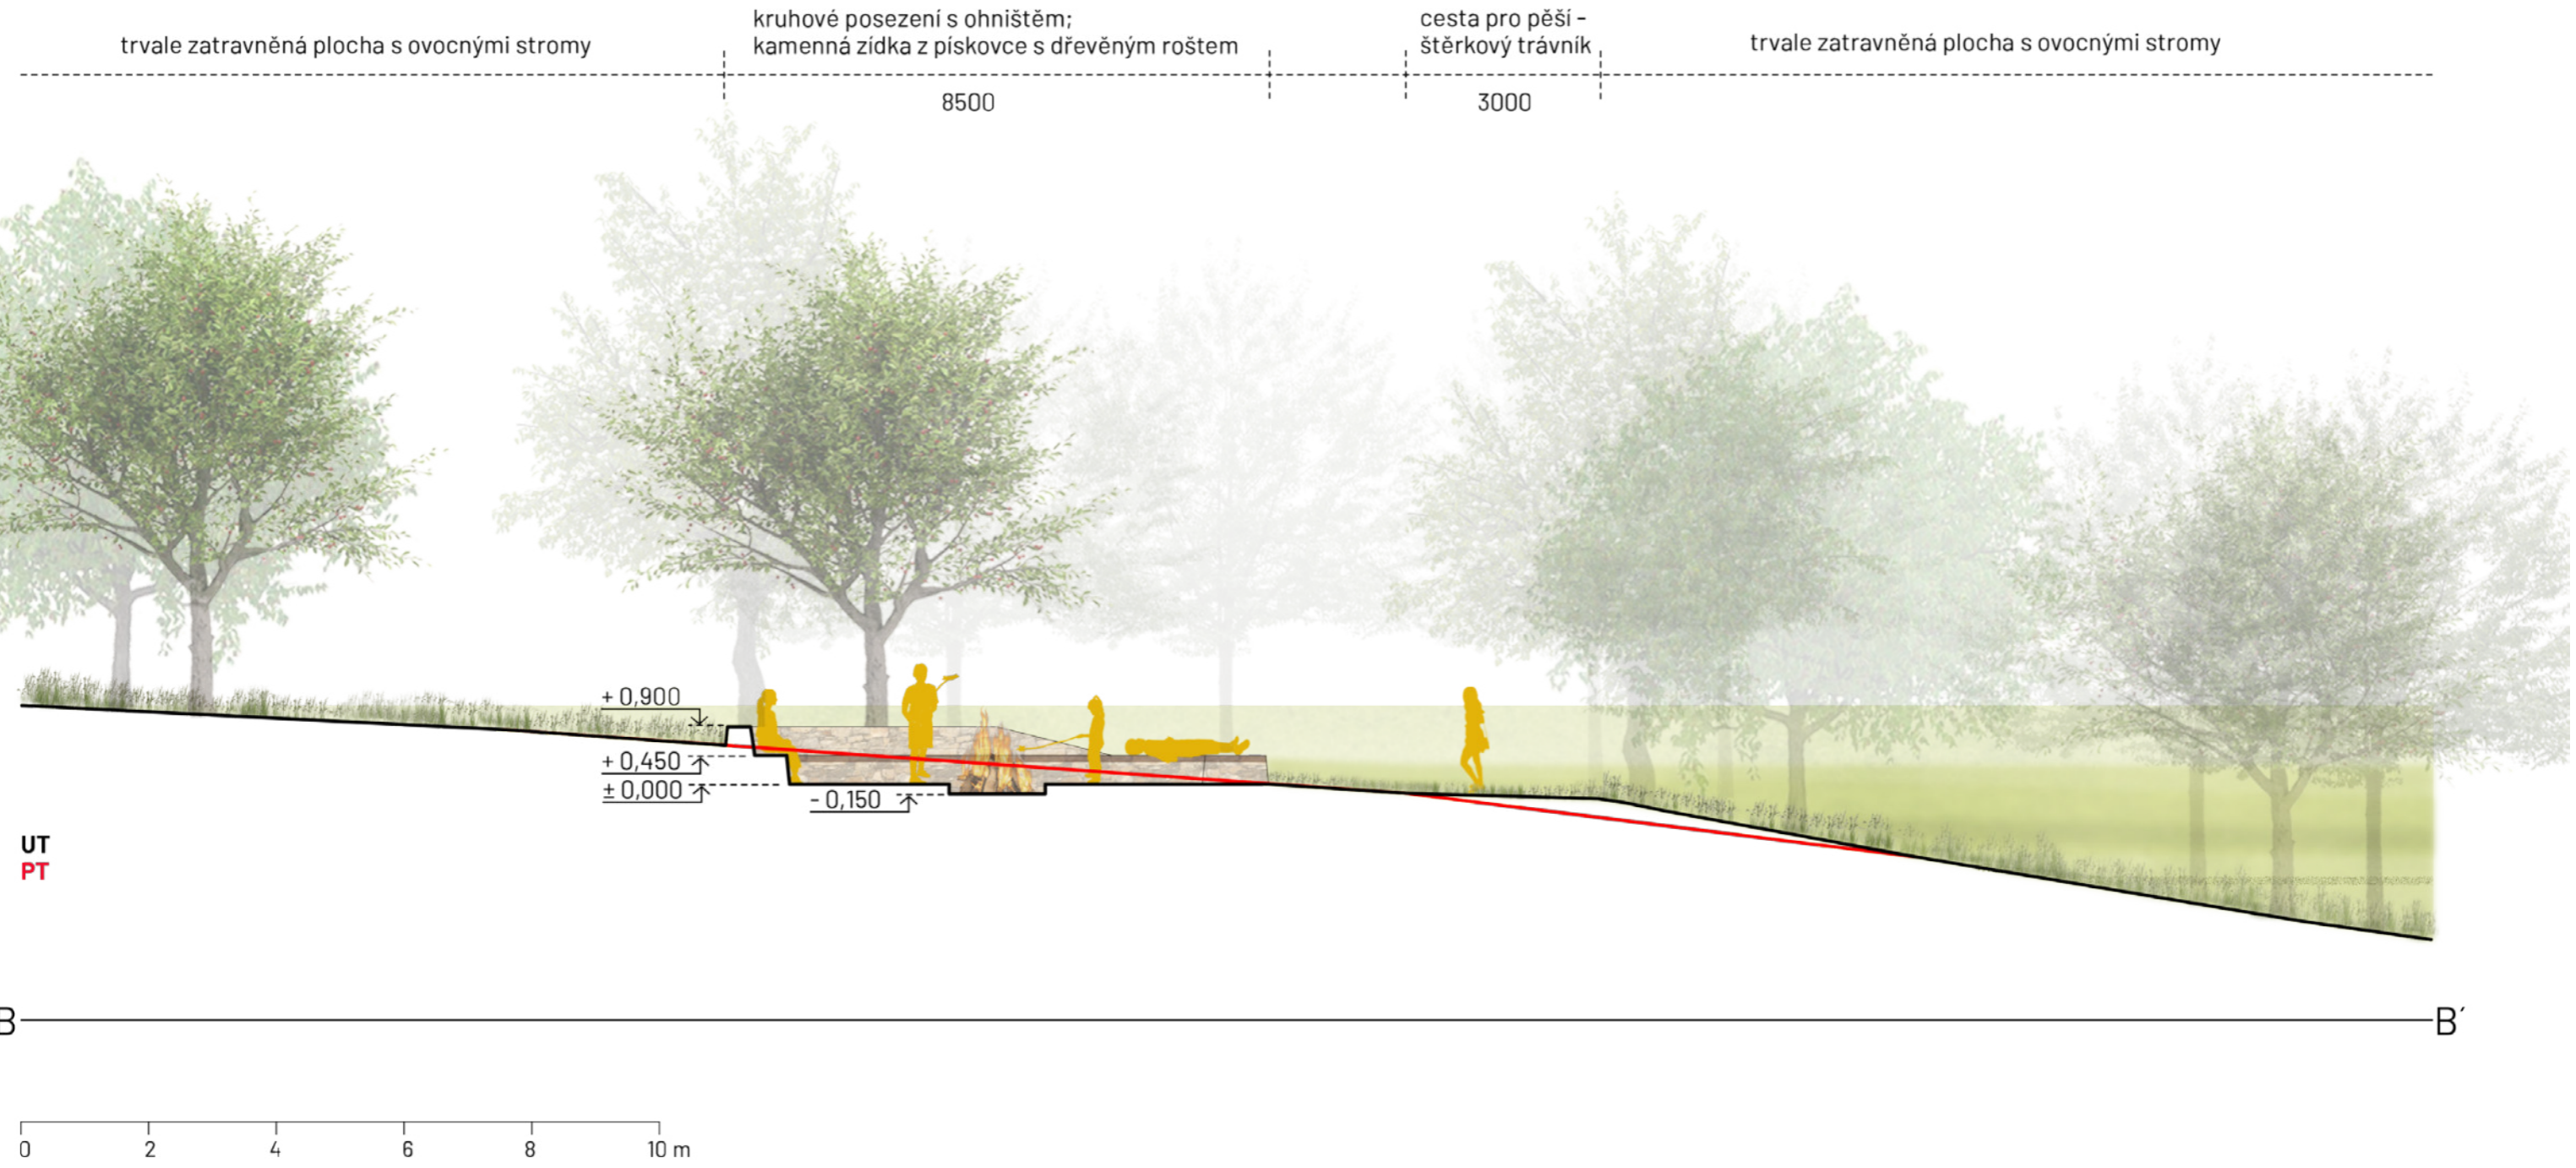 trvale zatravněná plocha s ovocnými stromy
kruhové posezení s ohništěm;
kamenná zídka z pískovce s dřevěným roštem
cesta pro pěší -
štěrkový trávník
trvale zatravněná plocha s ovocnými stromy
8500
3000
+ 0,900
+ 0,450
± 0,000
- 0,150
UT
PT
B
B´
0 2 4 6 8 10 m